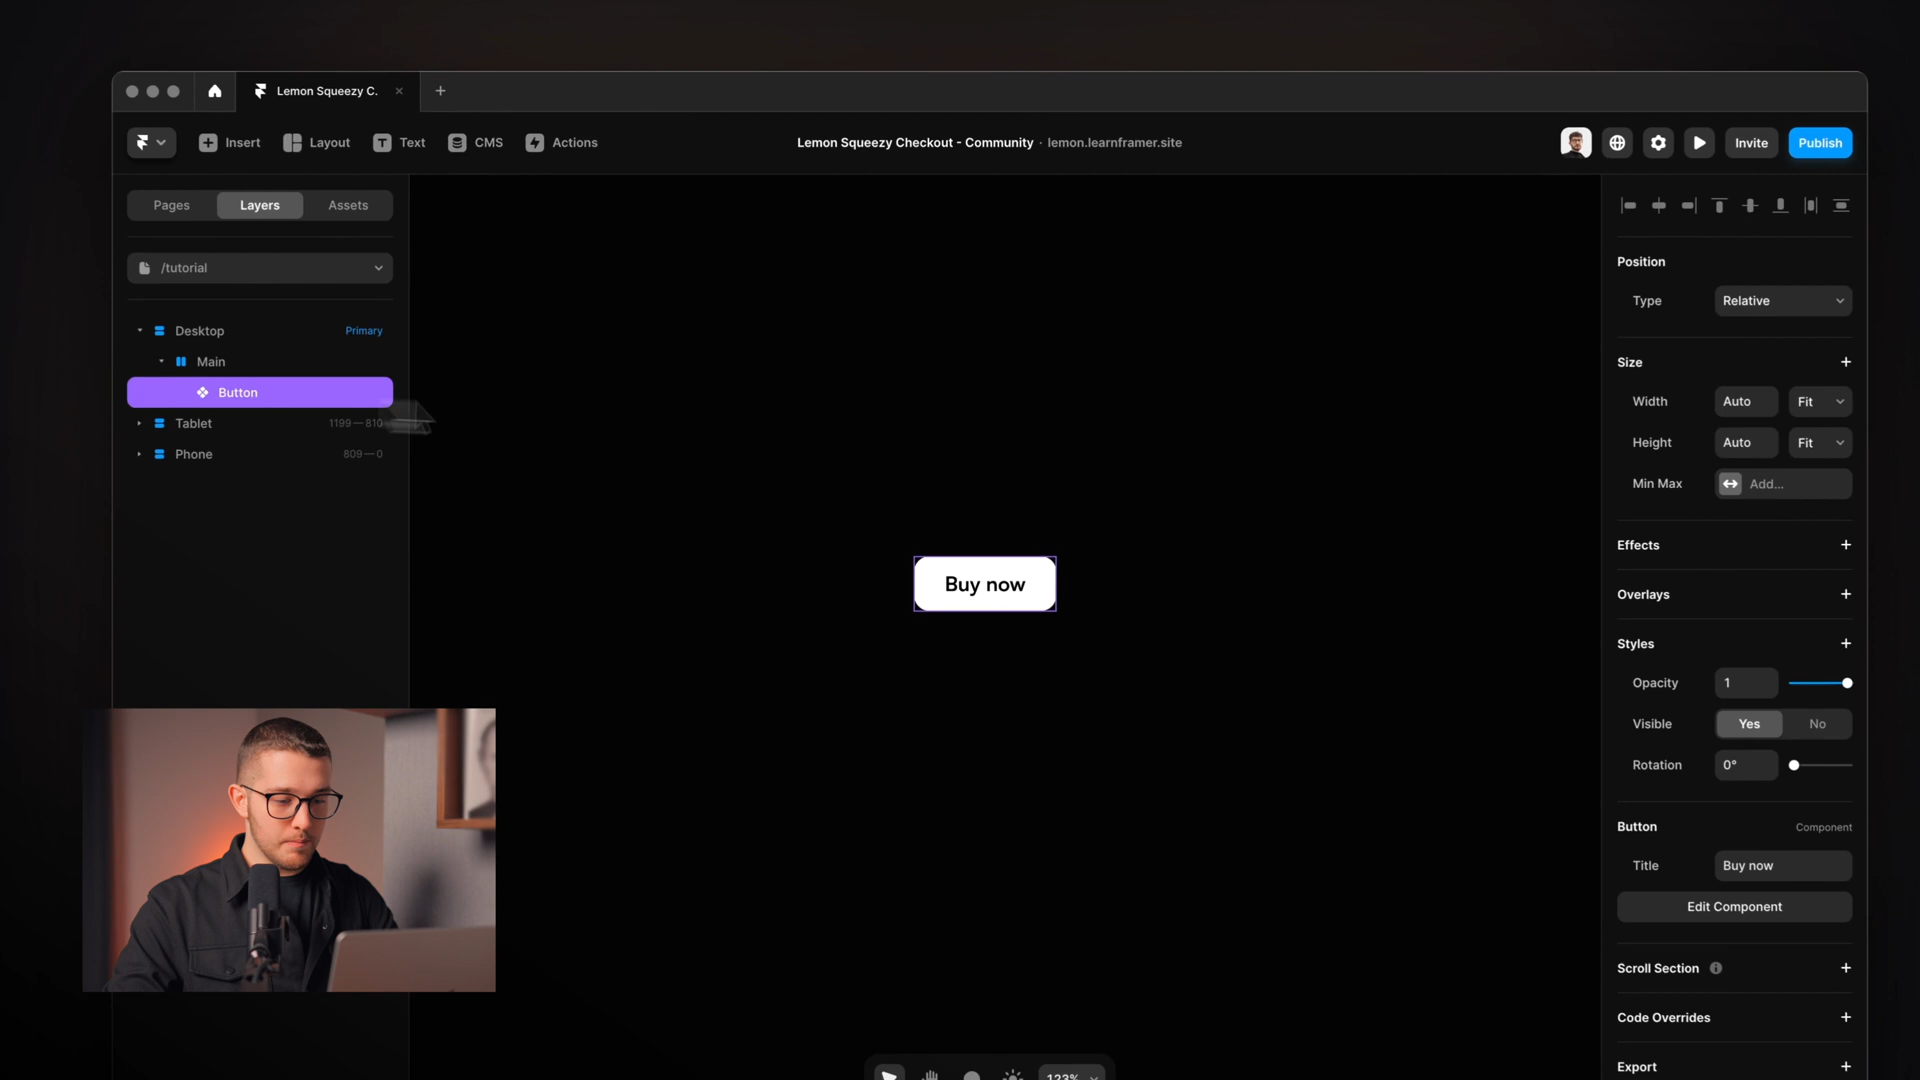 Lemon Squeezy C.
Insert
Layout
Text
CMS
Actions
Lemon Squeezy Checkout - Community · lemon.learnframer.site
Invite
Publish
Pages
Layers
Assets
/tutorial
Desktop
Primary
Main
Button
Tablet
1199—810
Phone
809—0
Buy now
Position
Type
Relative
Size
Width
Auto
Fit
Height
Auto
Fit
Min Max
Add...
Effects
Overlays
Styles
Opacity
1
Visible
Yes
No
Rotation
0°
Button
Component
Title
Buy now
Edit Component
Scroll Section
Code Overrides
Export
123%